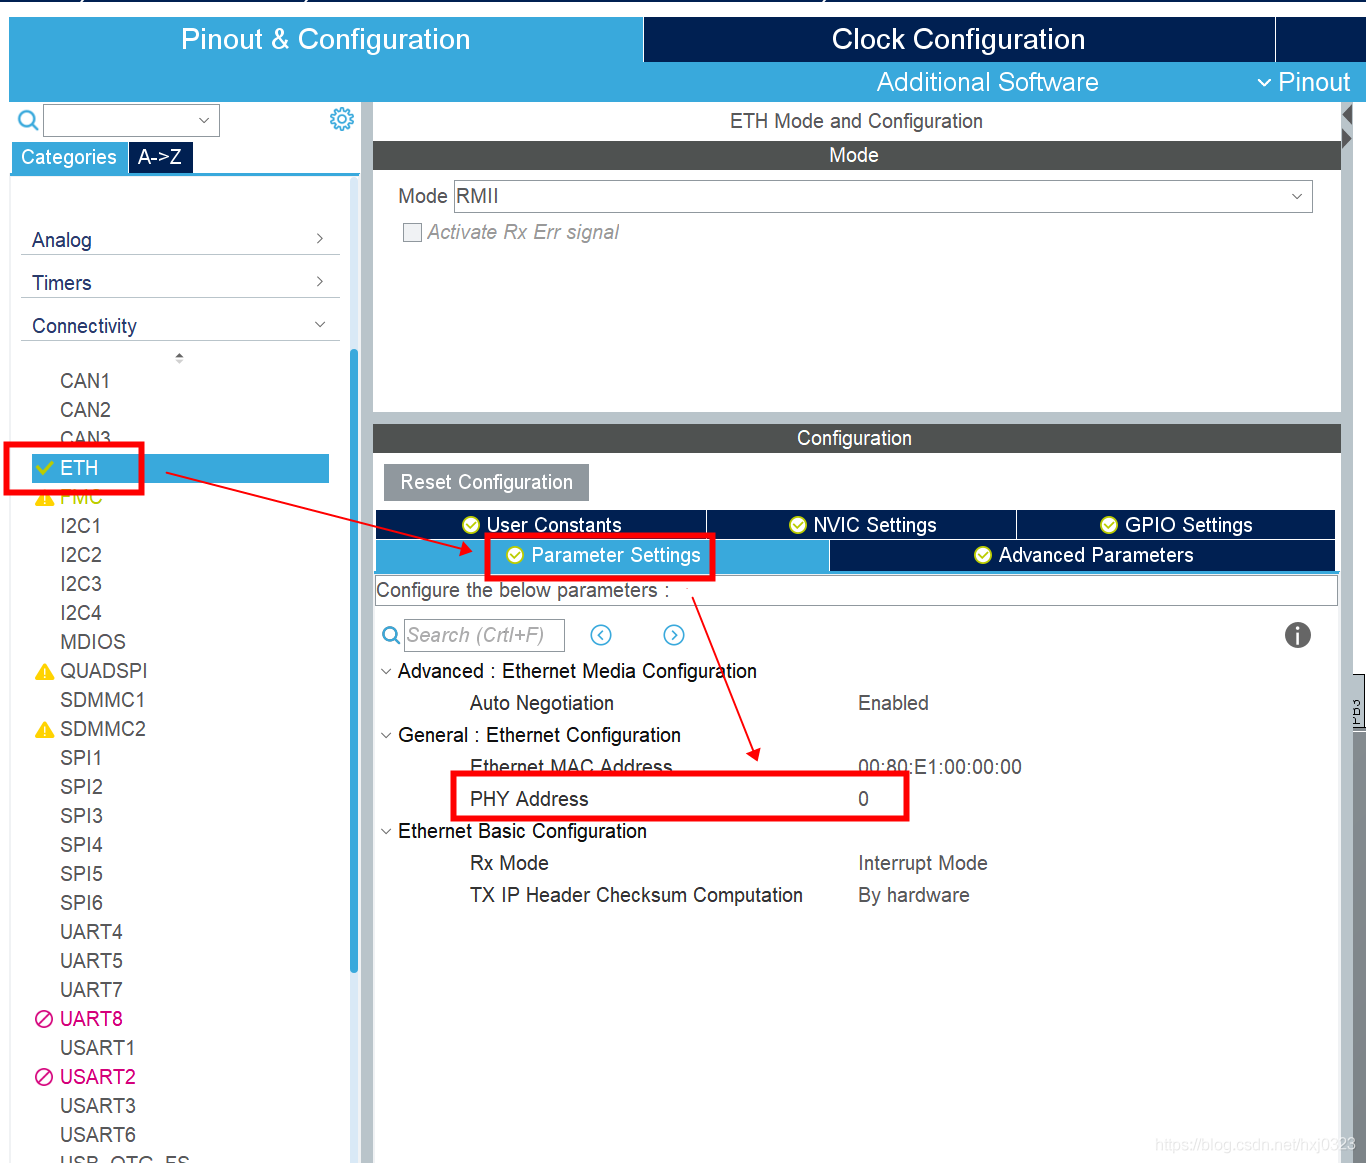 Pinout & Configuration
Clock Configuration
Additional Software
Pinout
Categories
A->Z
ETH Mode and Configuration
Mode
Mode RMII
Activate Rx Err signal
Analog
Timers
Connectivity
CAN1
CAN2
CAN3
ETH
FMC
I2C1
I2C2
I2C3
I2C4
MDIOS
QUADSPI
SDMMC1
SDMMC2
SPI1
SPI2
SPI3
SPI4
SPI5
SPI6
UART4
UART5
UART7
UART8
USART1
USART2
USART3
USART6
USB_OTG_FS
Configuration
Reset Configuration
User Constants
NVIC Settings
GPIO Settings
Parameter Settings
Advanced Parameters
Configure the below parameters :
Search (Crtl+F)
Advanced : Ethernet Media Configuration
Auto Negotiation Enabled
General : Ethernet Configuration
Ethernet MAC Address 00:80:E1:00:00:00
PHY Address 0
Ethernet Basic Configuration
Rx Mode Interrupt Mode
TX IP Header Checksum Computation By hardware
PB3
https://blog.csdn.net/hxj0323